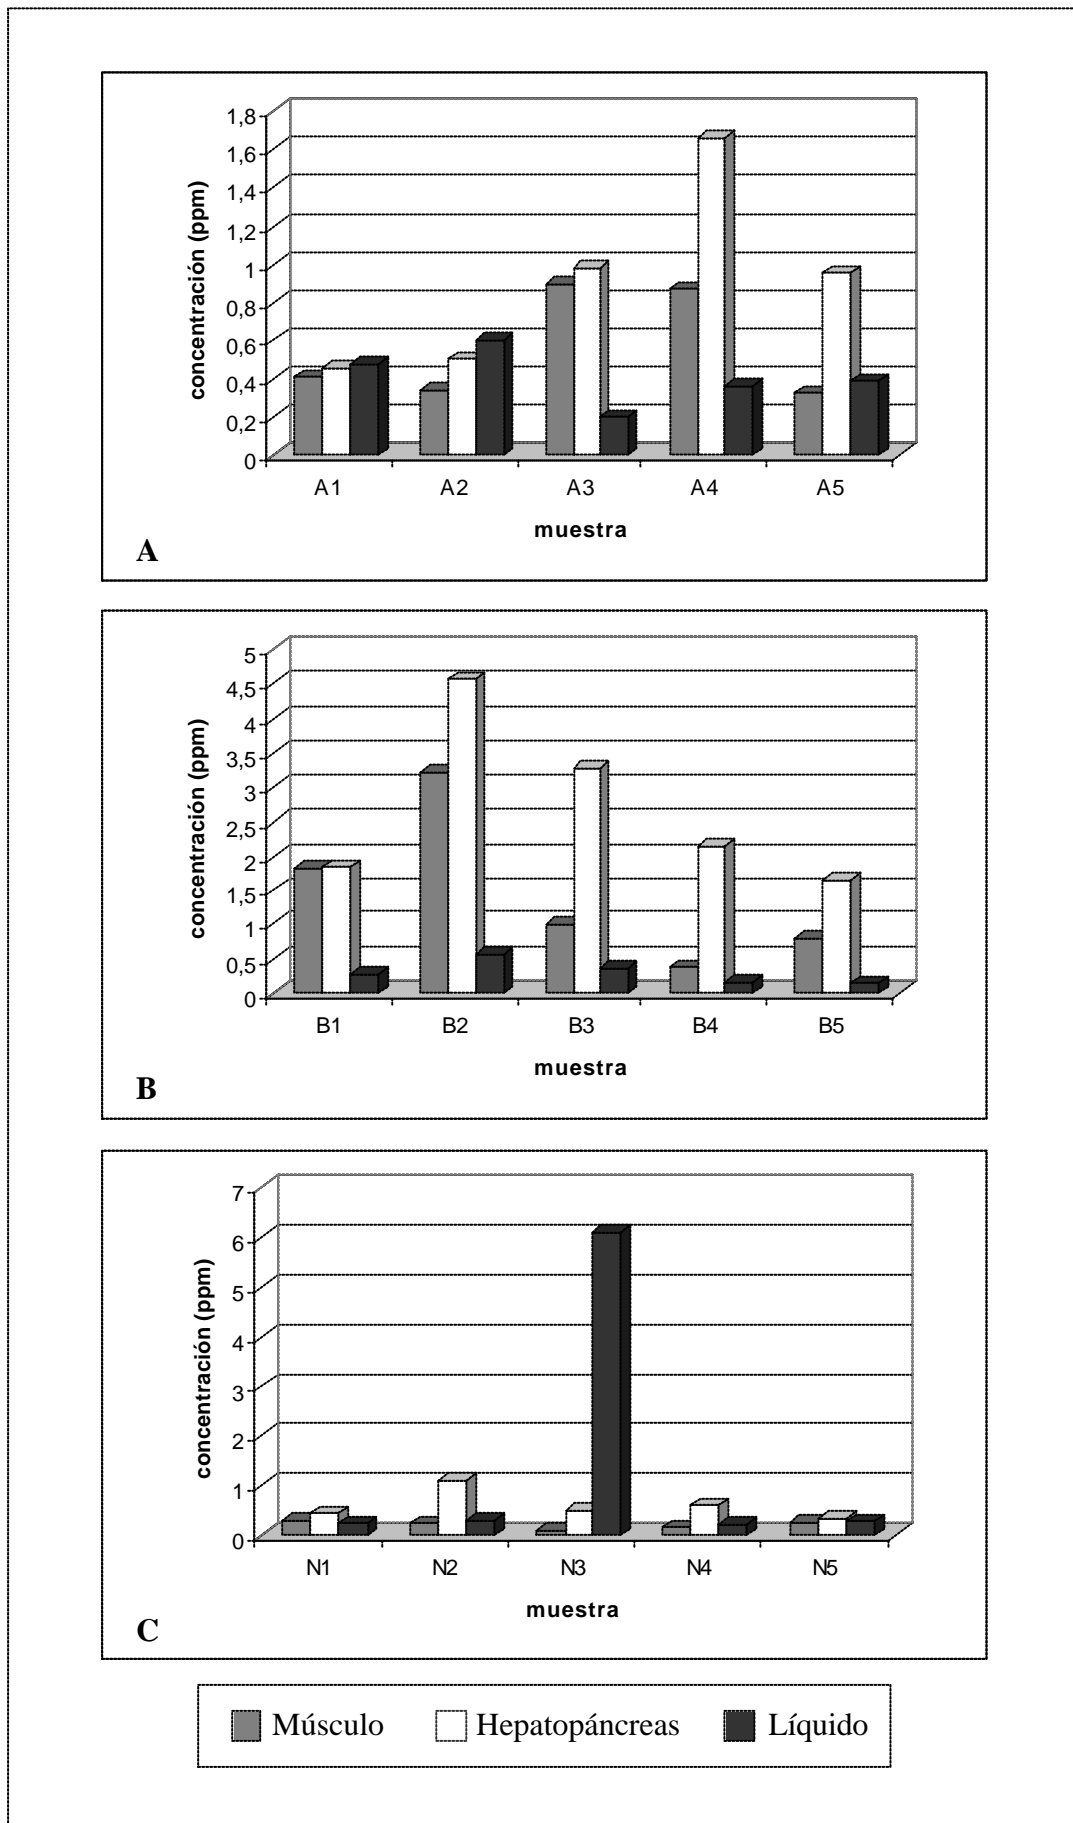 concentración (ppm)
1,8
1,6
1,4
1,2
1
0,8
0,6
0,4
0,2
0
A1 A2 A3 A4 A5
muestra
A
concentración (ppm)
5
4,5
4
3,5
3
2,5
2
1,5
1
0,5
0
B1 B2 B3 B4 B5
muestra
B
concentración (ppm)
7
6
5
4
3
2
1
0
N1 N2 N3 N4 N5
muestra
C
Músculo Hepatopáncreas Líquido